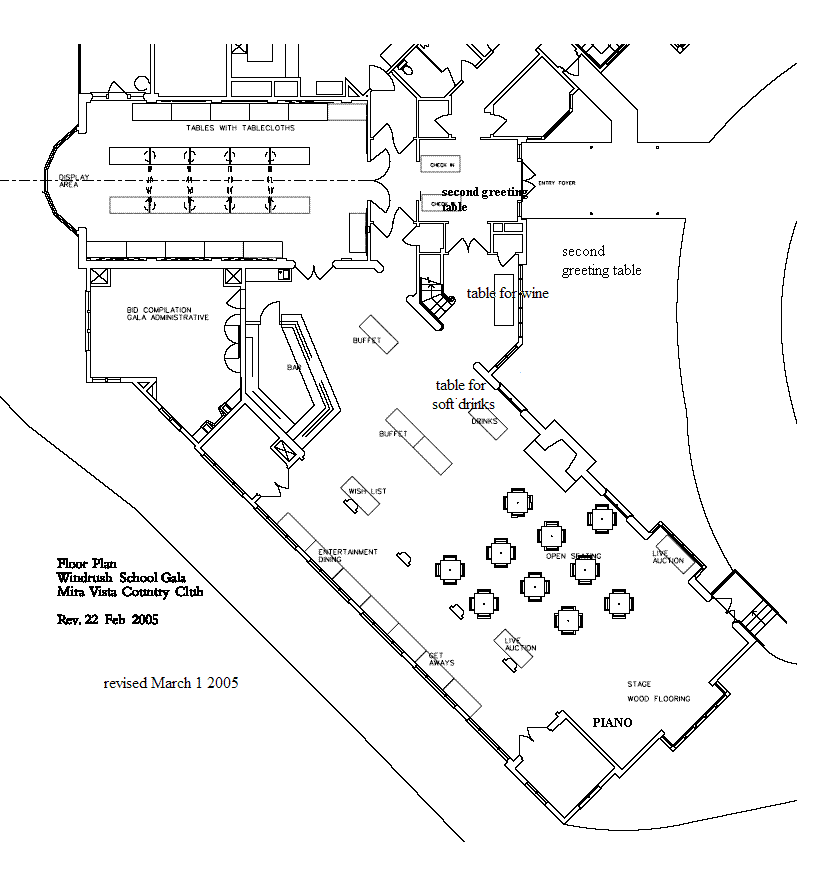 TABLES WITH TABLECLOTHS
CHECK IN
DISPLAY
AREA
ENTRY FOYER
second greeting
table
CHECK
second
greeting table
table for wine
BID COMPILATION
GALA ADMINISTRATIVE
BUFFET
BAR
table for
soft drinks
DRINKS
BUFFET
WISH LIST
ENTERTAINMENT
DINING
OPEN SEATING
LIVE
AUCTION
Floor Plan
Windrush School Gala
Mira Vista Country Club
Rev. 22 Feb 2005
LIVE
AUCTION
GET
AWAYS
revised March 1 2005
STAGE
WOOD FLOORING
PIANO